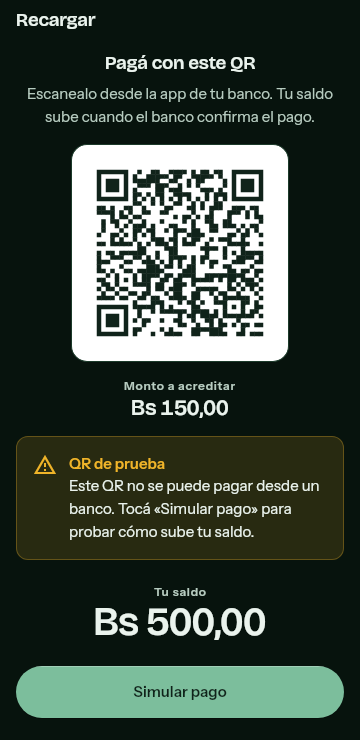 Recargar
Pagá con este QR
Escanealo desde la app de tu banco. Tu saldo
sube cuando el banco confirma el pago.
Monto a acreditar
Bs 150,00
QR de prueba
Este QR no se puede pagar desde un
banco. Tocá «Simular pago» para
probar cómo sube tu saldo.
Tu saldo
Bs 500,00
Simular pago